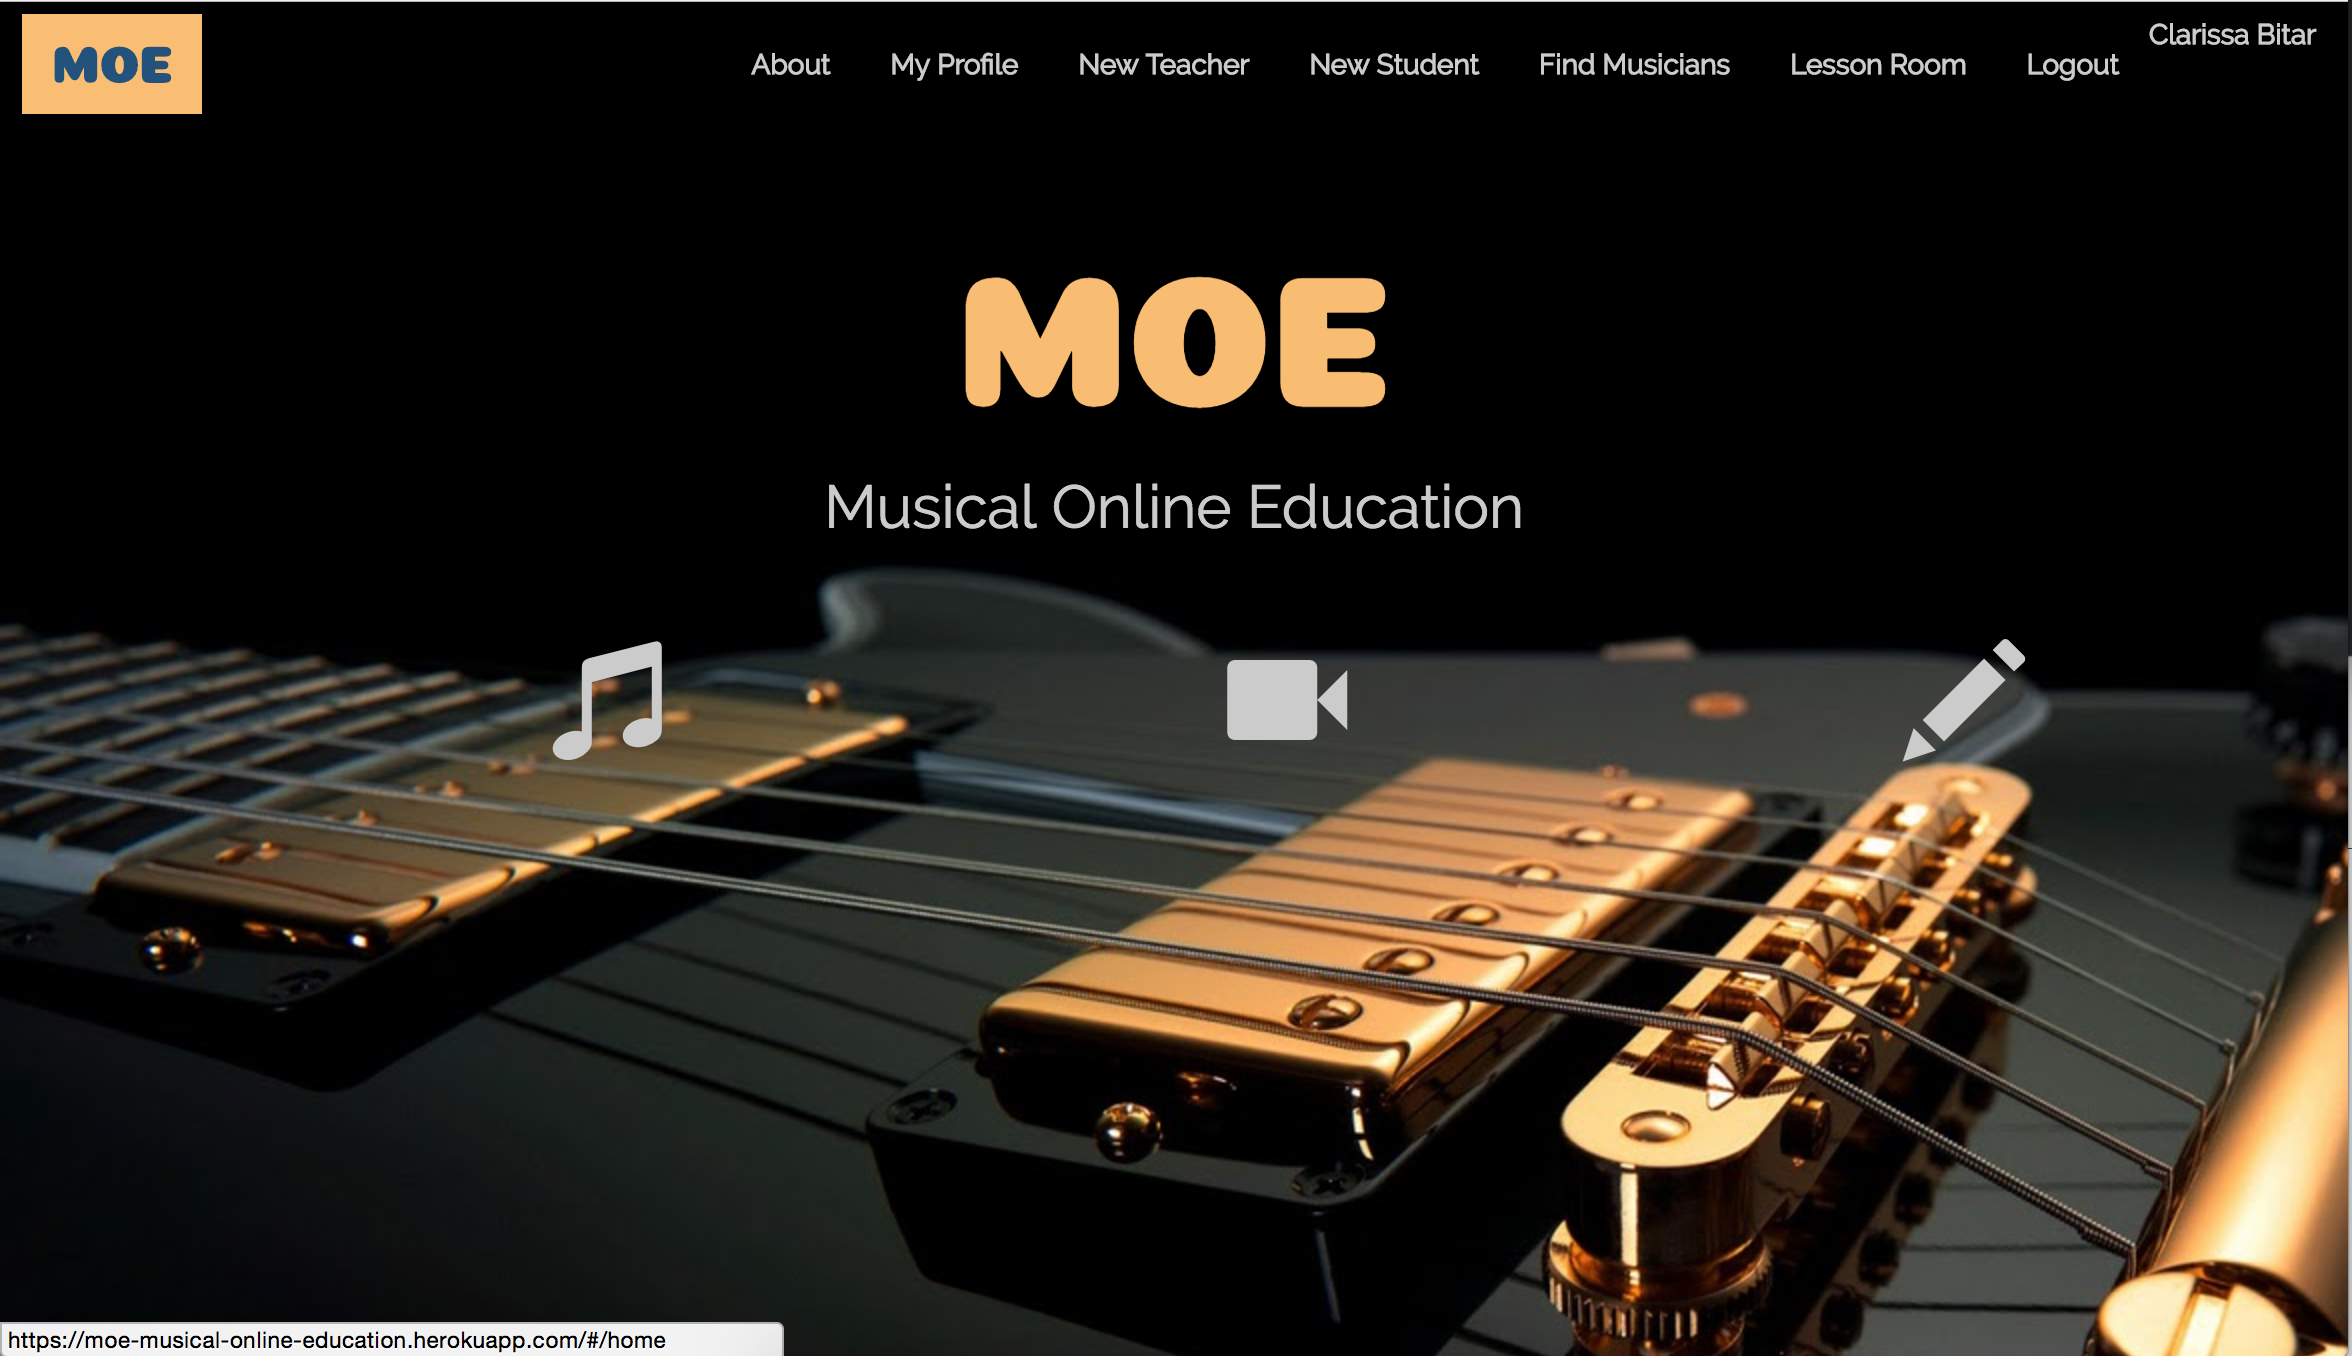 MOE
About My Profile New Teacher New Student Find Musicians Lesson Room Logout Clarissa Bitar
MOE
Musical Online Education
https://moe-musical-online-education.herokuapp.com/#/home